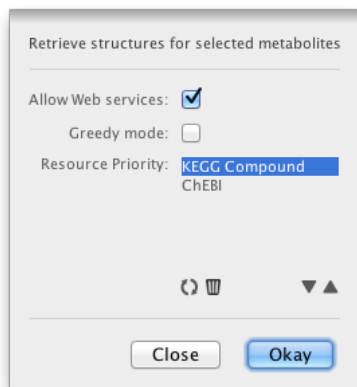 Retrieve structures for selected metabolites
Allow Web services:
Greedy mode:
Resource Priority: KEGG Compound
ChEBI
Close Okay